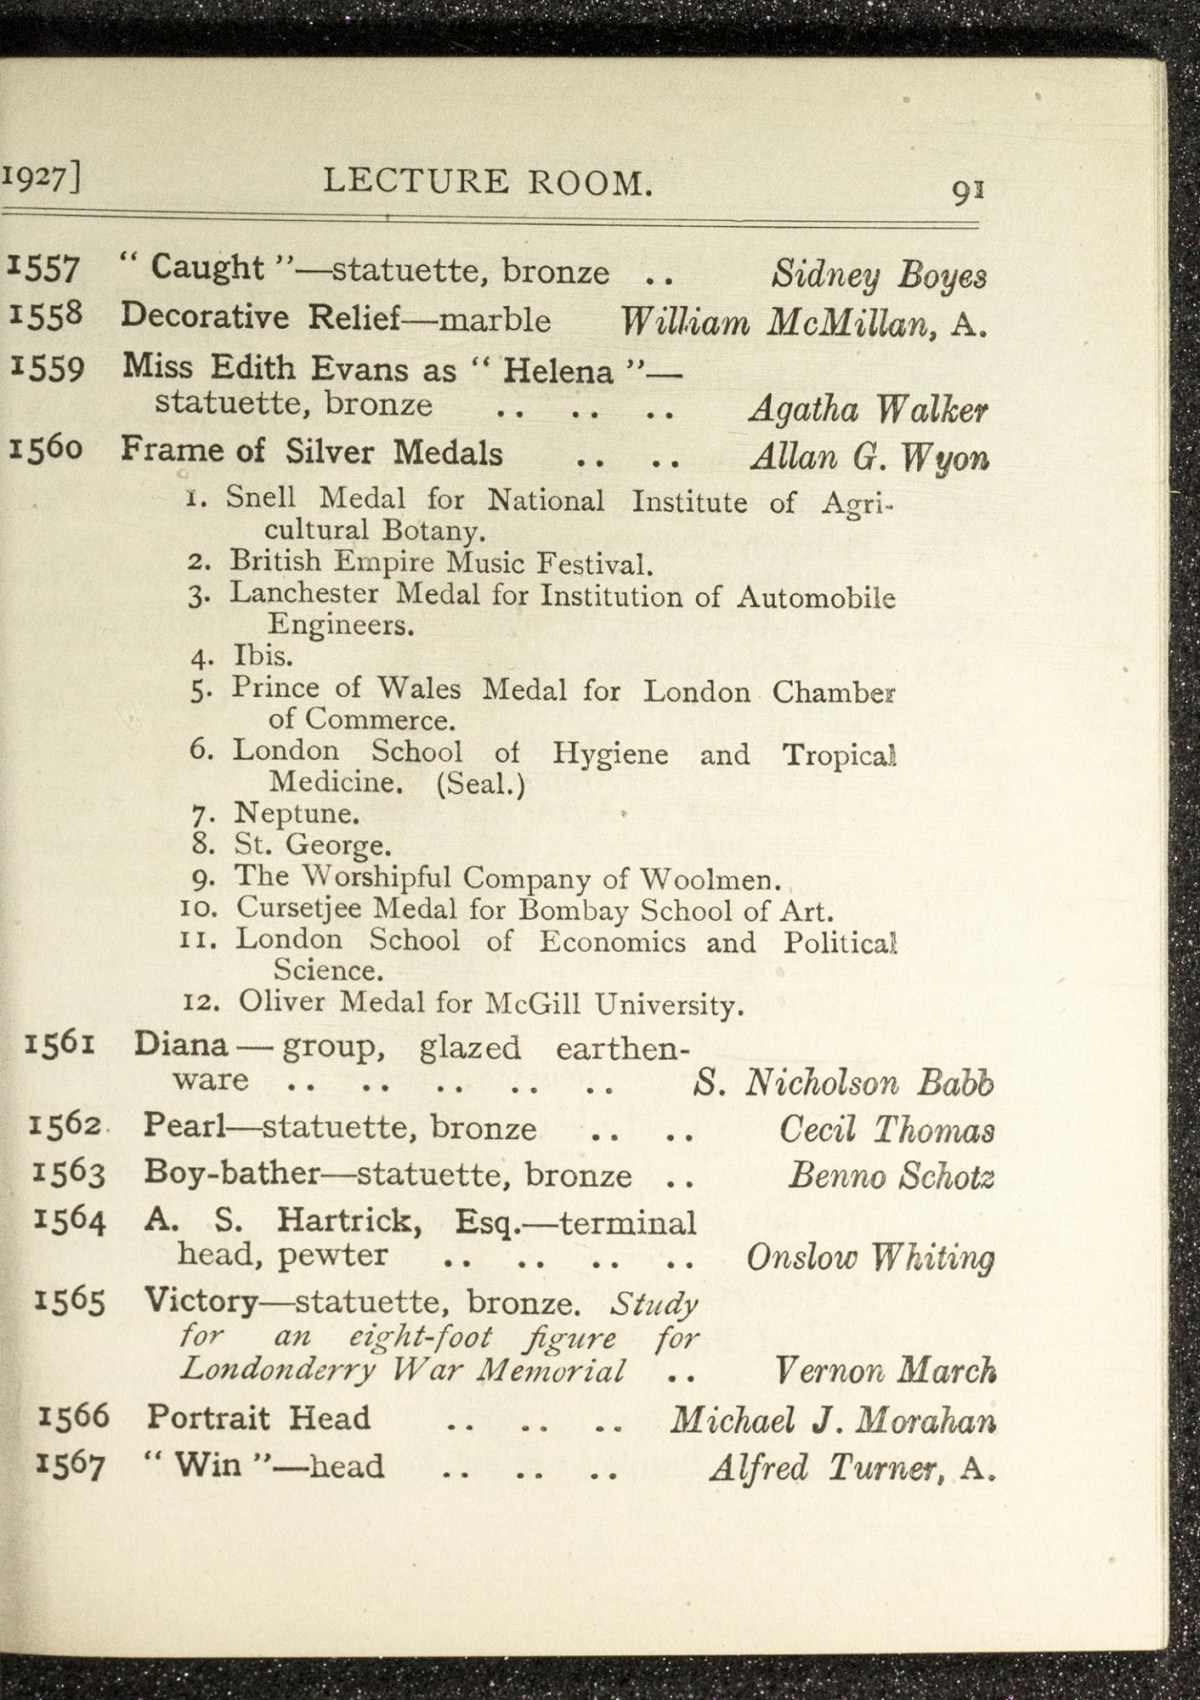 1927] LECTURE ROOM. 91
1557 “ Caught ”—statuette, bronze .. Sidney Boyes
1558 Decorative Relief—marble William McMillan, A.
1559 Miss Edith Evans as “ Helena ”—
statuette, bronze .. .. .. Agatha Walker
1560 Frame of Silver Medals .. .. Allan G. Wyon
1. Snell Medal for National Institute of Agri-
cultural Botany.
2. British Empire Music Festival.
3. Lanchester Medal for Institution of Automobile
Engineers.
4. Ibis.
5. Prince of Wales Medal for London Chamber
of Commerce.
6. London School of Hygiene and Tropical
Medicine. (Seal.)
7. Neptune.
8. St. George.
9. The Worshipful Company of Woolmen.
10. Cursetjee Medal for Bombay School of Art.
11. London School of Economics and Political
Science.
12. Oliver Medal for McGill University.
1561 Diana — group, glazed earthen-
ware .. .. .. .. .. S. Nicholson Babb
1562 Pearl—statuette, bronze .. .. Cecil Thomas
1563 Boy-bather—statuette, bronze .. Benno Schotz
1564 A. S. Hartrick, Esq.—terminal
head, pewter .. .. .. .. Onslow Whiting
1565 Victory—statuette, bronze. Study
for an eight-foot figure for
Londonderry War Memorial .. Vernon March
1566 Portrait Head .. .. .. Michael J. Morahan
1567 “ Win ”—head .. .. .. Alfred Turner, A.